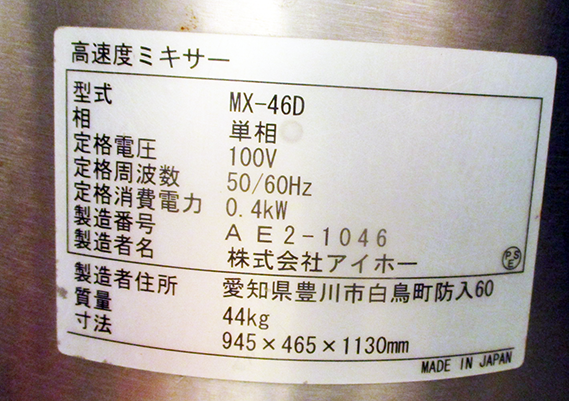 高速度ミキサー
型式 MX-46D
相 単相
定格電圧 100V
定格周波数 50/60Hz
定格消費電力 0.4kW
製造番号 AE2-1046
製造者名 株式会社アイホー
PSE
製造者住所 愛知県豊川市白鳥町防入60
質量 44kg
寸法 945×465×1130mm
MADE IN JAPAN